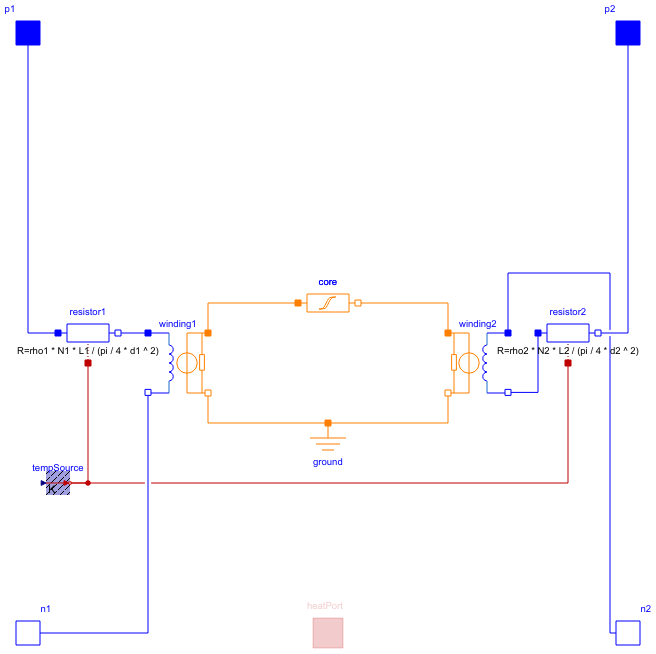 p1
p2
core
resistor1
resistor2
winding1
winding2
R=rho1 * N1 * L1 / (pi / 4 * d1 ^ 2)
R=rho2 * N2 * L2 / (pi / 4 * d2 ^ 2)
ground
tempSource
K
heatPort
n1
n2